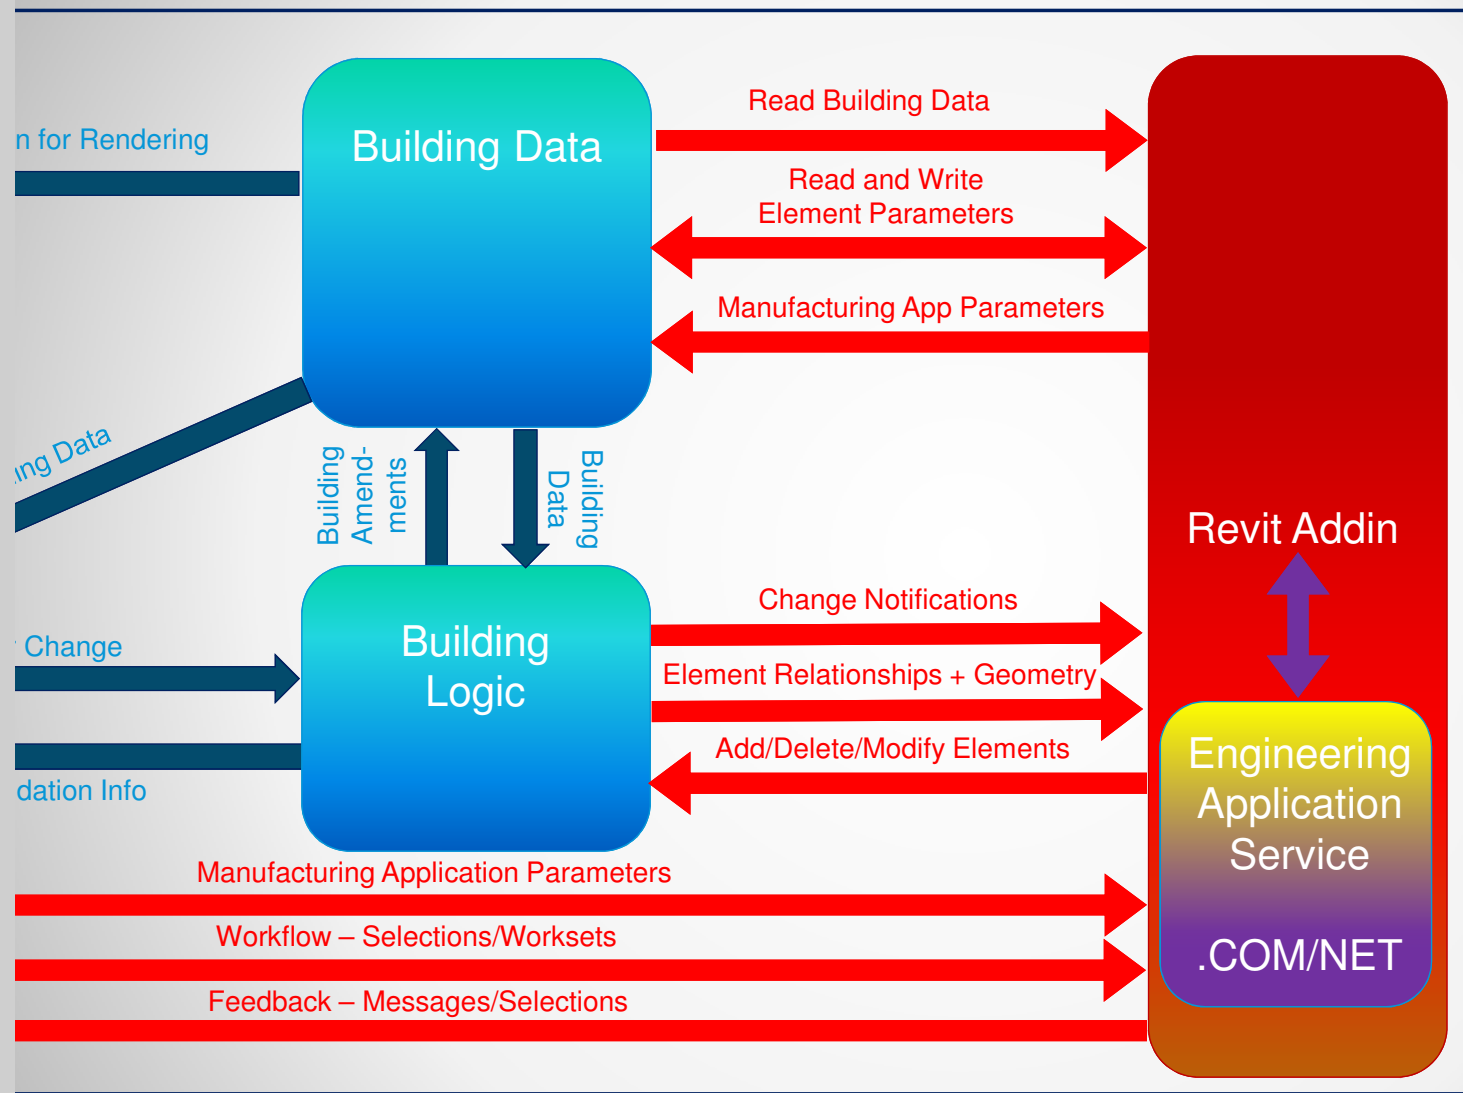 Read Building Data
n for Rendering
Building Data
Read and Write
Element Parameters
Manufacturing App Parameters
ing Data
Building
Amend-
ments
Building
Data
Revit Addin
Change Notifications
Change
Building
Logic
Element Relationships + Geometry
Add/Delete/Modify Elements
dation Info
Engineering
Application
Service
.COM/NET
Manufacturing Application Parameters
Workflow – Selections/Worksets
Feedback – Messages/Selections